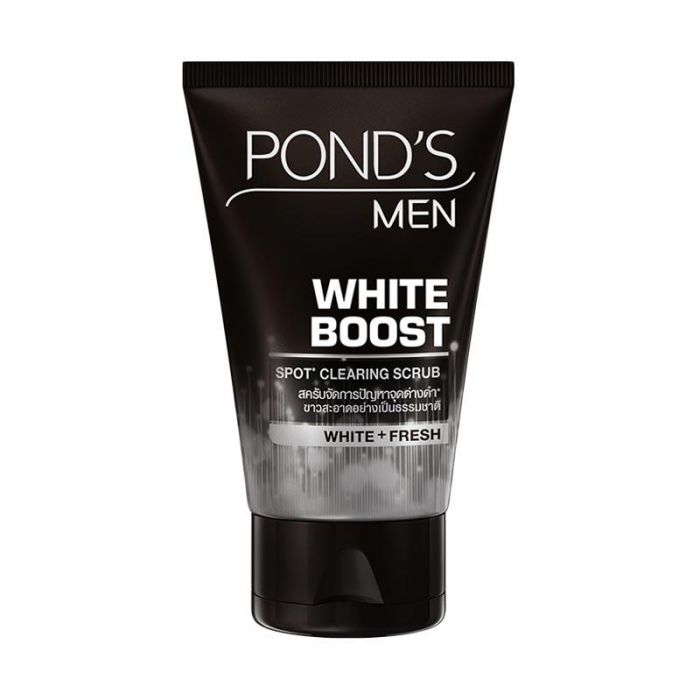 POND'S
MEN
WHITE
BOOST
SPOT* CLEARING SCRUB
สครับจัดการปัญหาจุดด่างดำ*
ขาวสะอาดอย่างเป็นธรรมชาติ
WHITE + FRESH